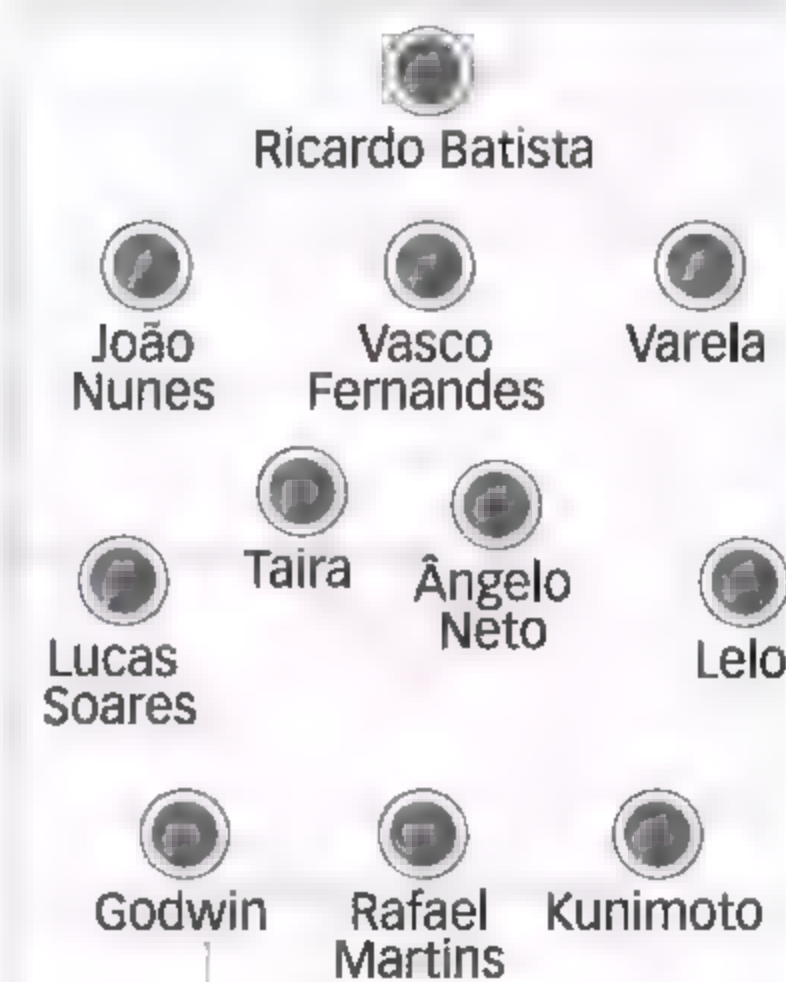 Ricardo Batista
João
Nunes
Vasco
Fernandes
Varela
Taira
Ângelo
Neto
Lucas
Soares
Lelo
Godwin
Rafael
Martins
Kunimoto